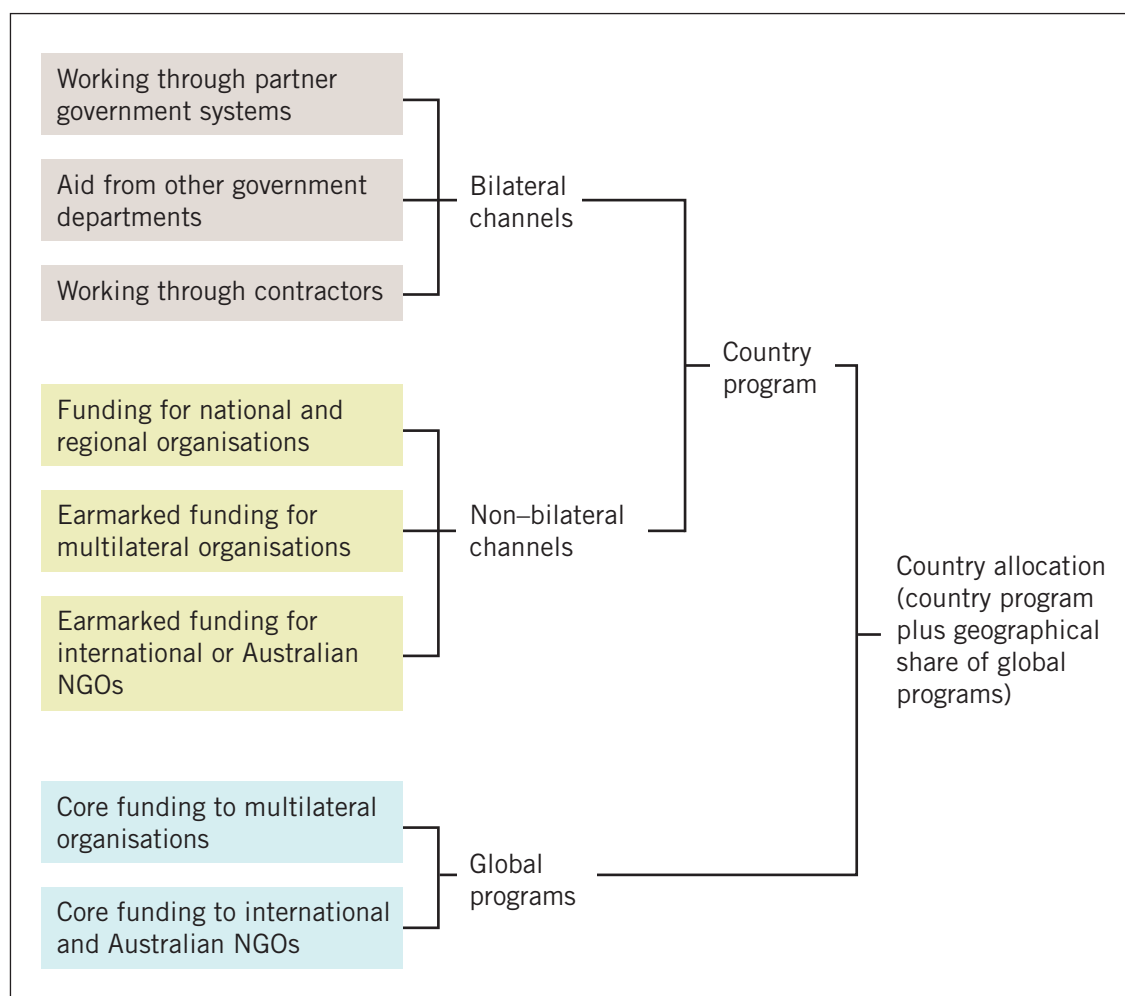 Working through partner
government systems
Aid from other government
departments
Working through contractors
Bilateral
channels
Funding for national and
regional organisations
Earmarked funding for
multilateral organisations
Earmarked funding for
international or Australian
NGOs
Non–bilateral
channels
Country
program
Core funding to multilateral
organisations
Core funding to international
and Australian NGOs
Global
programs
Country allocation
(country program
plus geographical
share of global
programs)